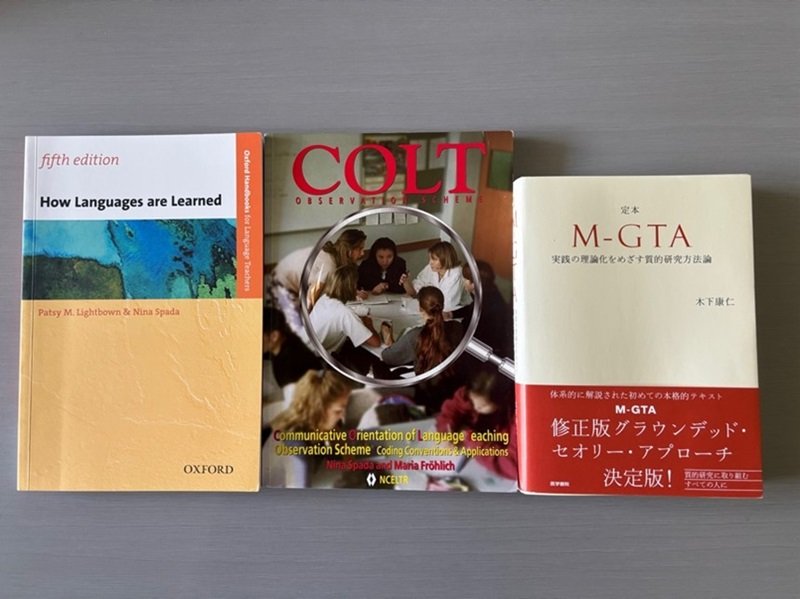 fifth edition
How Languages are Learned
Oxford Handbooks for Language Teachers
Patsy M. Lightbown & Nina Spada
OXFORD
COLT
OBSERVATION SCHEME
Communicative Orientation of Language Teaching
Observation Scheme Coding Conventions & Applications
Nina Spada and Maria Fröhlich
NCELTR
定本
M-GTA
実践の理論化をめざす質的研究方法論
木下康仁
体系的に解説された初めての本格的テキスト
M-GTA
修正版グラウンデッド・
セオリー・アプローチ
決定版!
質的研究に取り組む
すべての人に
医学書院